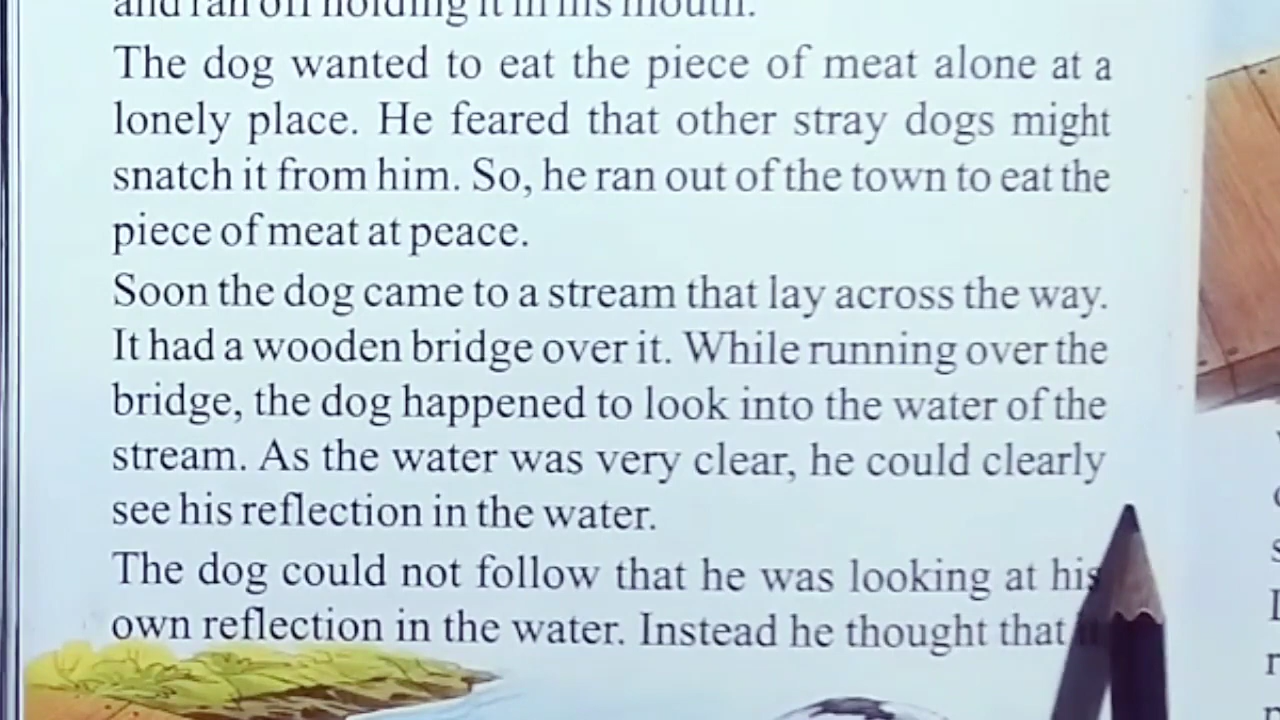 and ran off holding it in his mouth.
The dog wanted to eat the piece of meat alone at a
lonely place. He feared that other stray dogs might
snatch it from him. So, he ran out of the town to eat the
piece of meat at peace.
Soon the dog came to a stream that lay across the way.
It had a wooden bridge over it. While running over the
bridge, the dog happened to look into the water of the
stream. As the water was very clear, he could clearly
see his reflection in the water.
The dog could not follow that he was looking at his
own reflection in the water. Instead he thought that